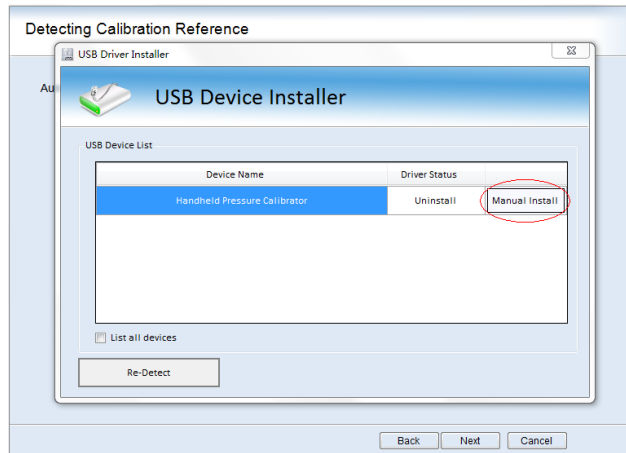 Detecting Calibration Reference
USB Driver Installer
Au
USB Device Installer
USB Device List
Device Name Driver Status
Handheld Pressure Calibrator Uninstall Manual Install
List all devices
Re-Detect
Back Next Cancel